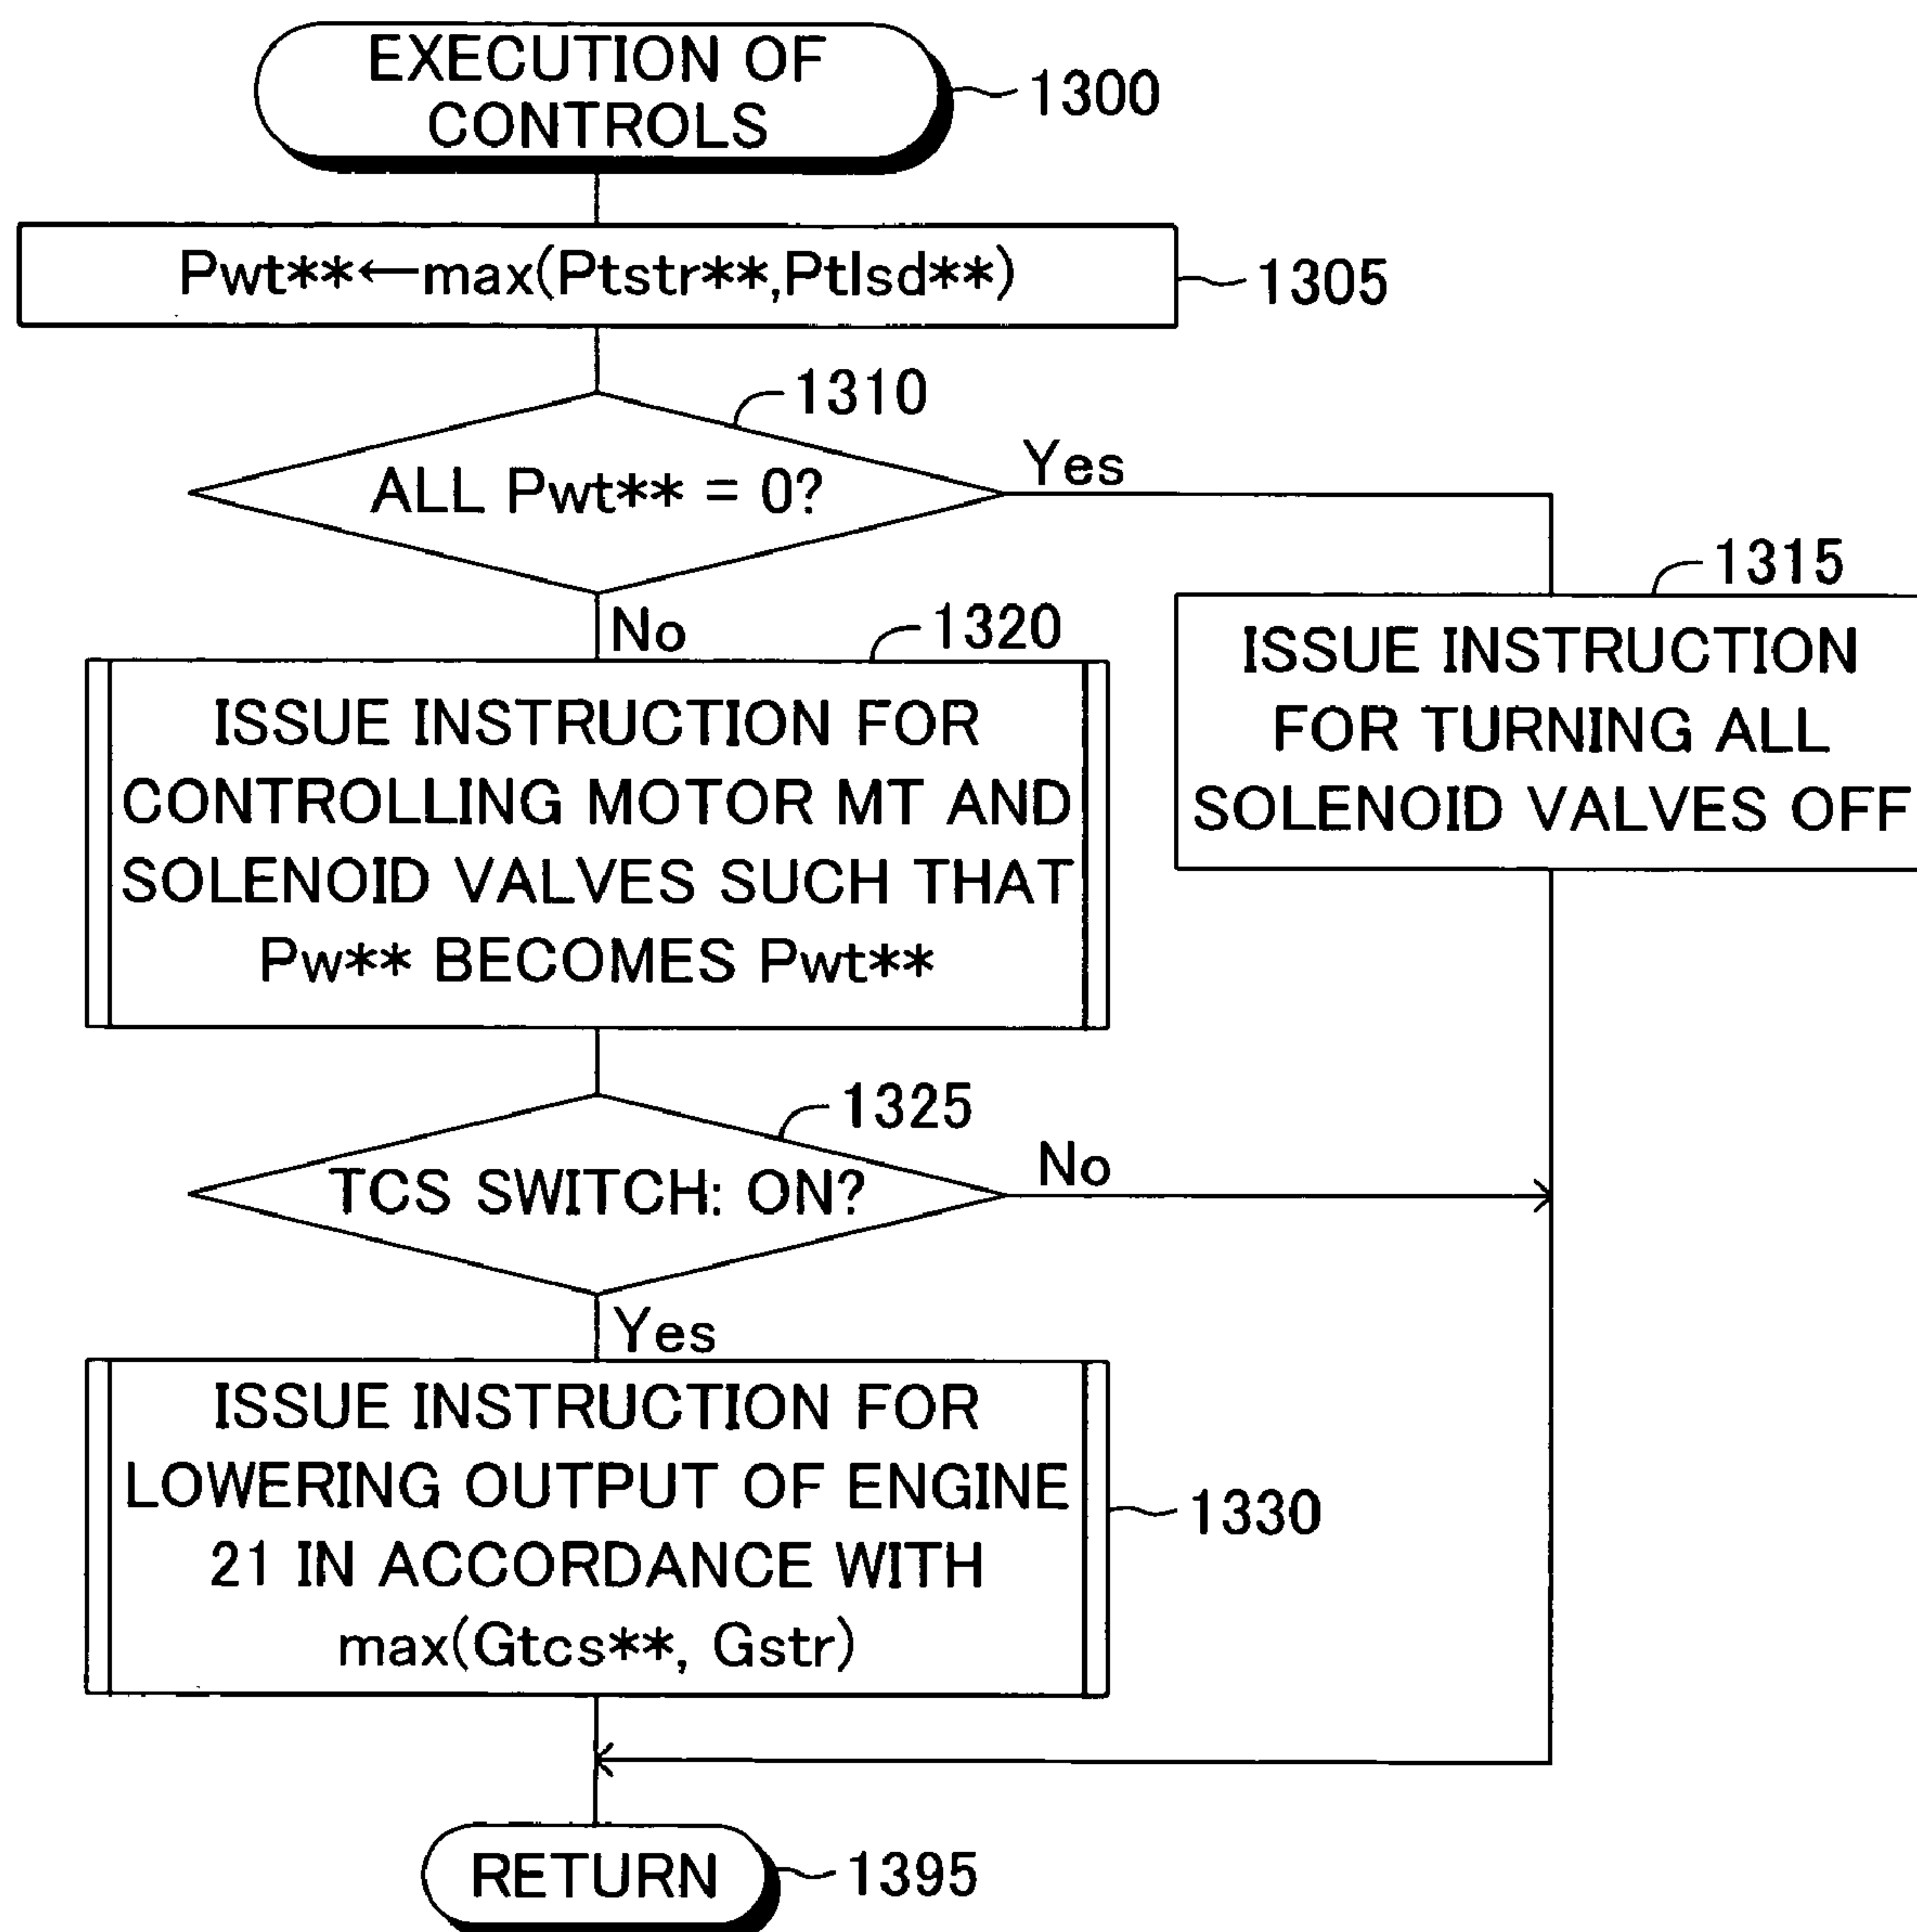 EXECUTION OF
CONTROLS
1300
Pwt**←max(Ptstr**,Ptlsd**)
1305
1310
ALL Pwt** = 0?
Yes
No
1315
ISSUE INSTRUCTION
FOR TURNING ALL
SOLENOID VALVES OFF
1320
ISSUE INSTRUCTION FOR
CONTROLLING MOTOR MT AND
SOLENOID VALVES SUCH THAT
Pw** BECOMES Pwt**
1325
TCS SWITCH: ON?
No
Yes
ISSUE INSTRUCTION FOR
LOWERING OUTPUT OF ENGINE
21 IN ACCORDANCE WITH
max(Gtcs**, Gstr)
1330
RETURN
1395